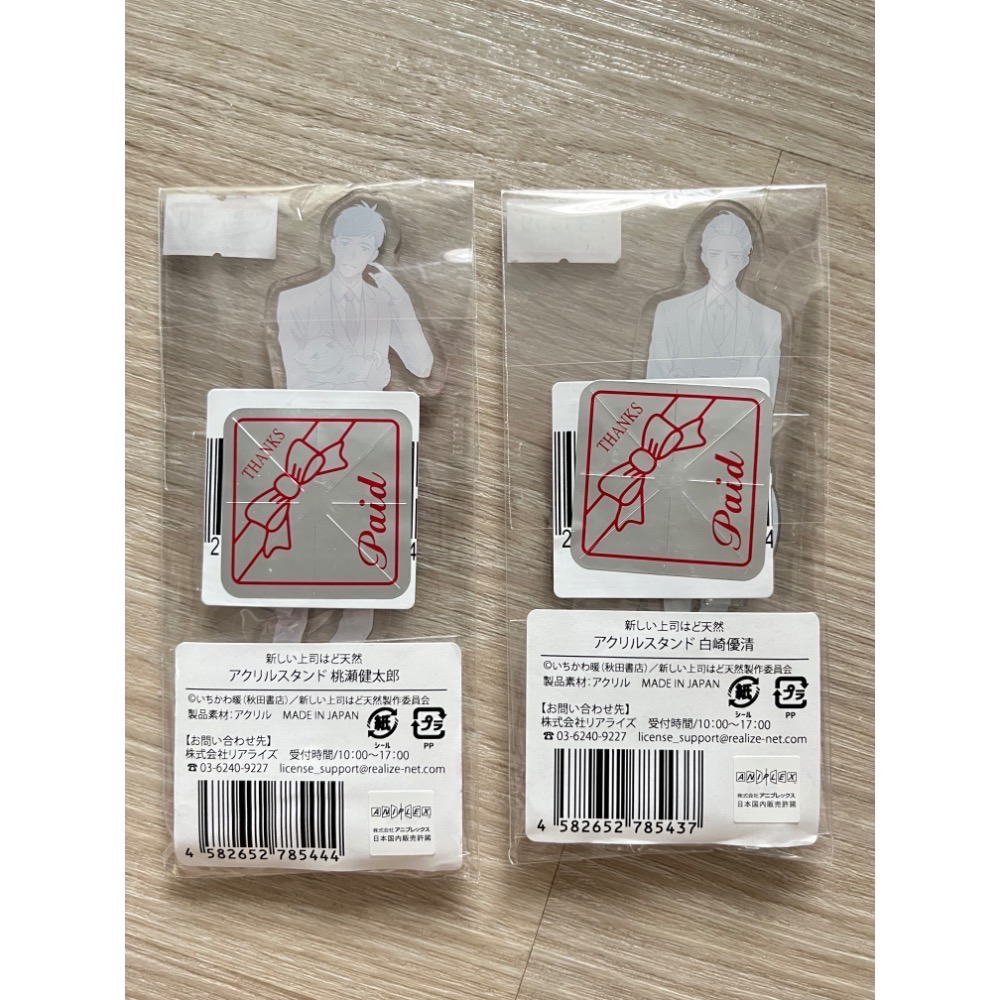 THANKS
Paid
2
4
新しい上司はど天然
アクリルスタンド 桃瀬健太郎
©いちかわ暖(秋田書店)／新しい上司はど天然製作委員会
製品素材:アクリル MADE IN JAPAN
紙
シール
プラ
PP
【お問い合わせ先】
株式会社リアライズ 受付時間/10:00～17:00
☎03-6240-9227 license_support@realize-net.com
ANIPLEX
株式会社アニプレックス
日本国内販売許諾
4 582652 785444
THANKS
Paid
2
4
新しい上司はど天然
アクリルスタンド 白崎優清
©いちかわ暖(秋田書店)／新しい上司はど天然製作委員会
製品素材:アクリル MADE IN JAPAN
紙
シール
プラ
PP
【お問い合わせ先】
株式会社リアライズ 受付時間/10:00～17:00
☎03-6240-9227 license_support@realize-net.com
ANIPLEX
株式会社アニプレックス
日本国内販売許諾
4 582652 785437